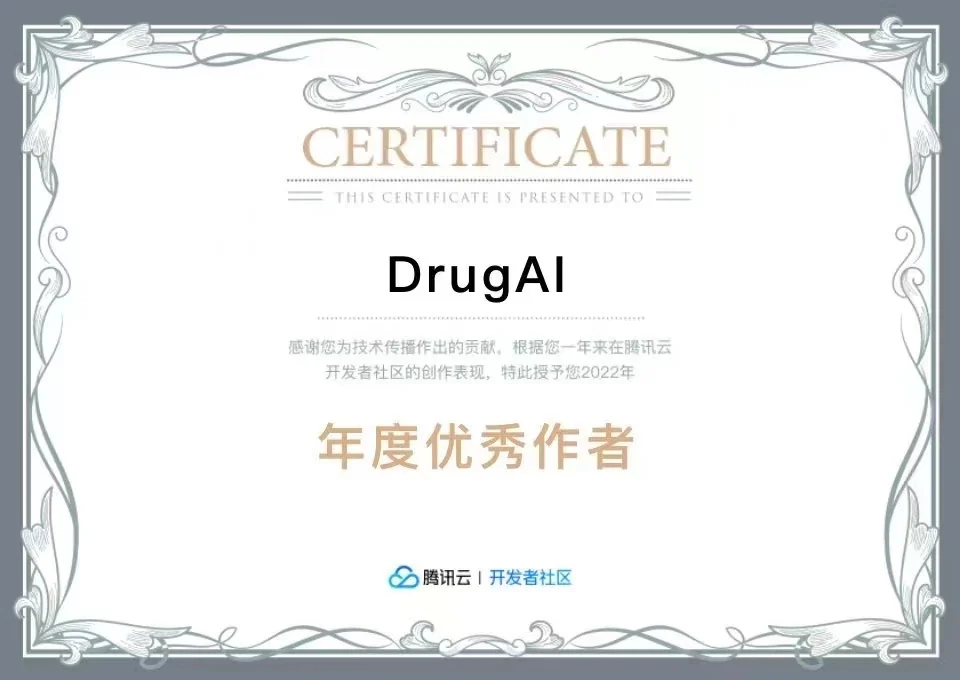 CERTIFICATE
THIS CERTIFICATE IS PRESENTED TO
DrugAI
感谢您为技术传播作出的贡献。根据您一年来在腾讯云
开发者社区的创作表现，特此授予您2022年
年度优秀作者
腾讯云 | 开发者社区